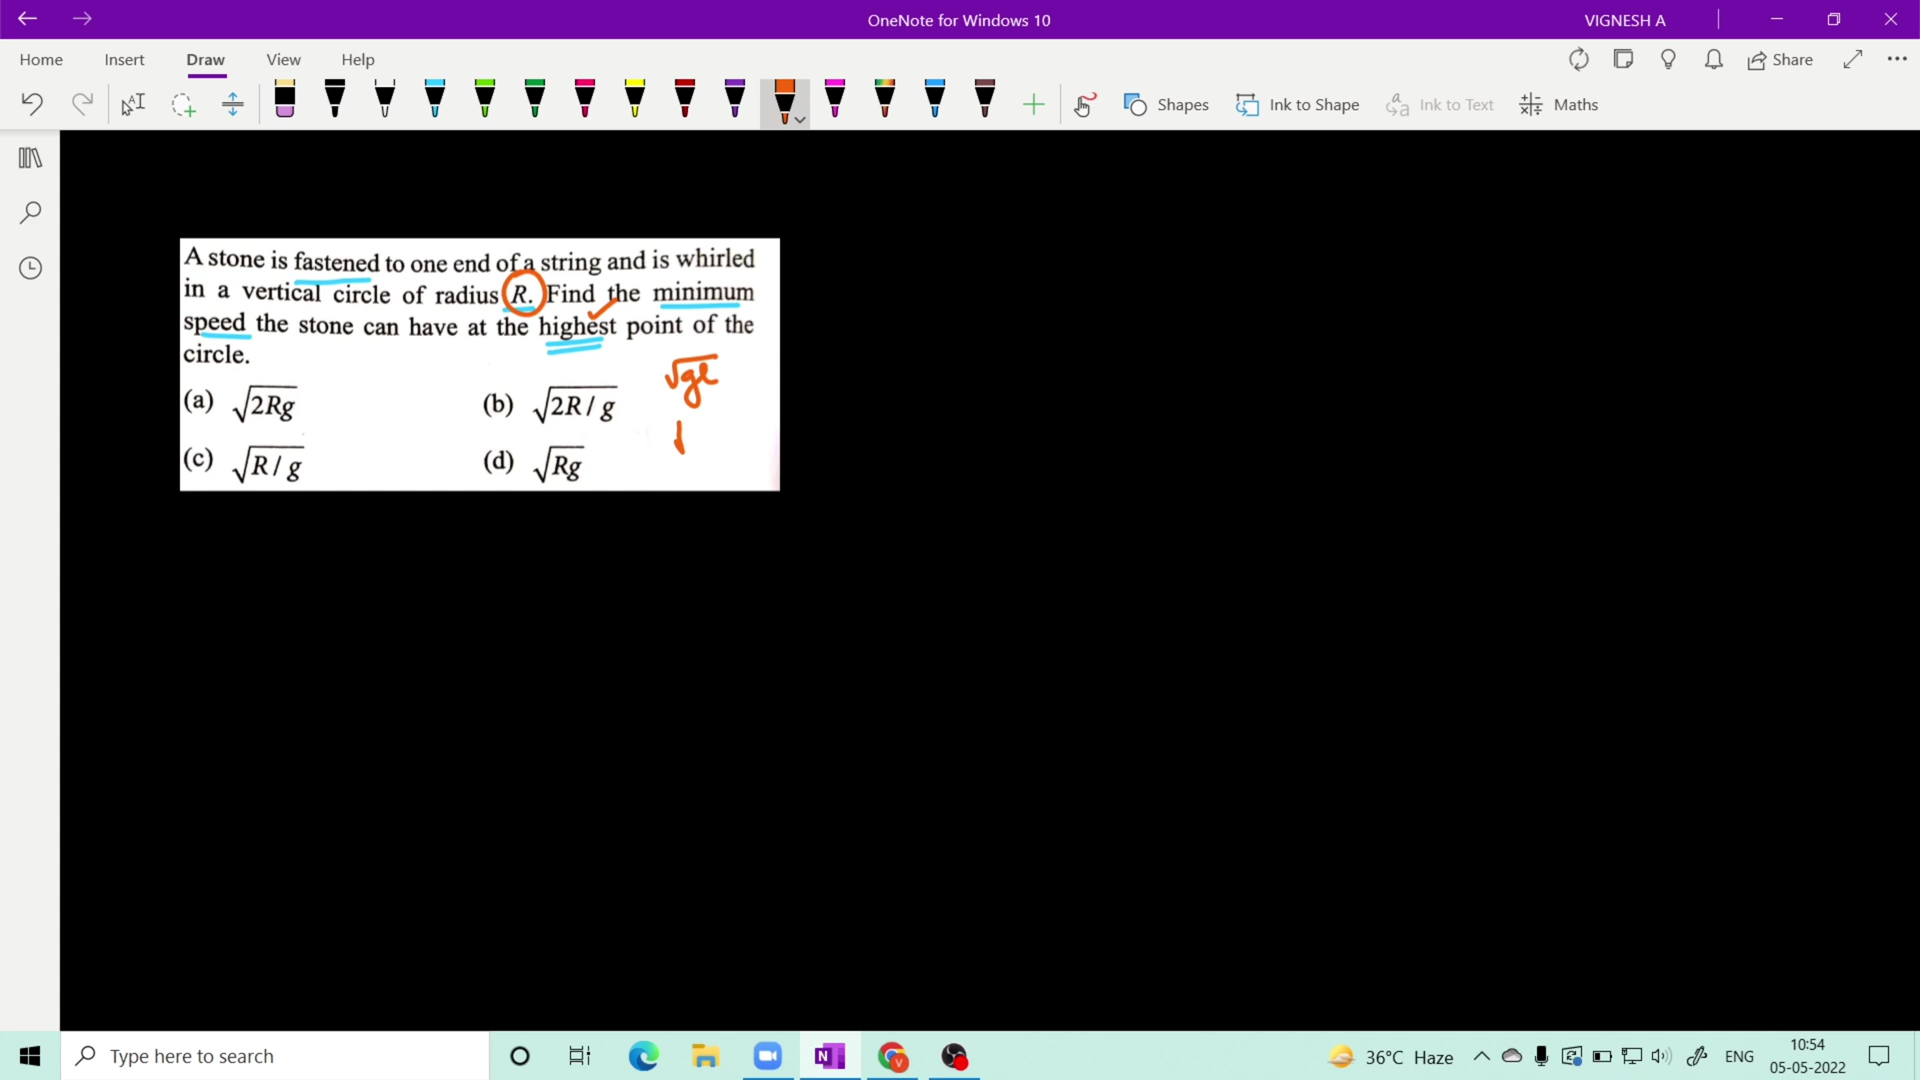 OneNote for Windows 10
VIGNESH A
Home Insert Draw View Help
Share
Shapes Ink to Shape Ink to Text Maths
A stone is fastened to one end of a string and is whirled
in a vertical circle of radius R. Find the minimum
speed the stone can have at the highest point of the
circle.
√gl
(a) √2Rg (b) √2R / g
(c) √R / g (d) √Rg
Type here to search
N
V
36°C Haze
ENG
10:54
05-05-2022